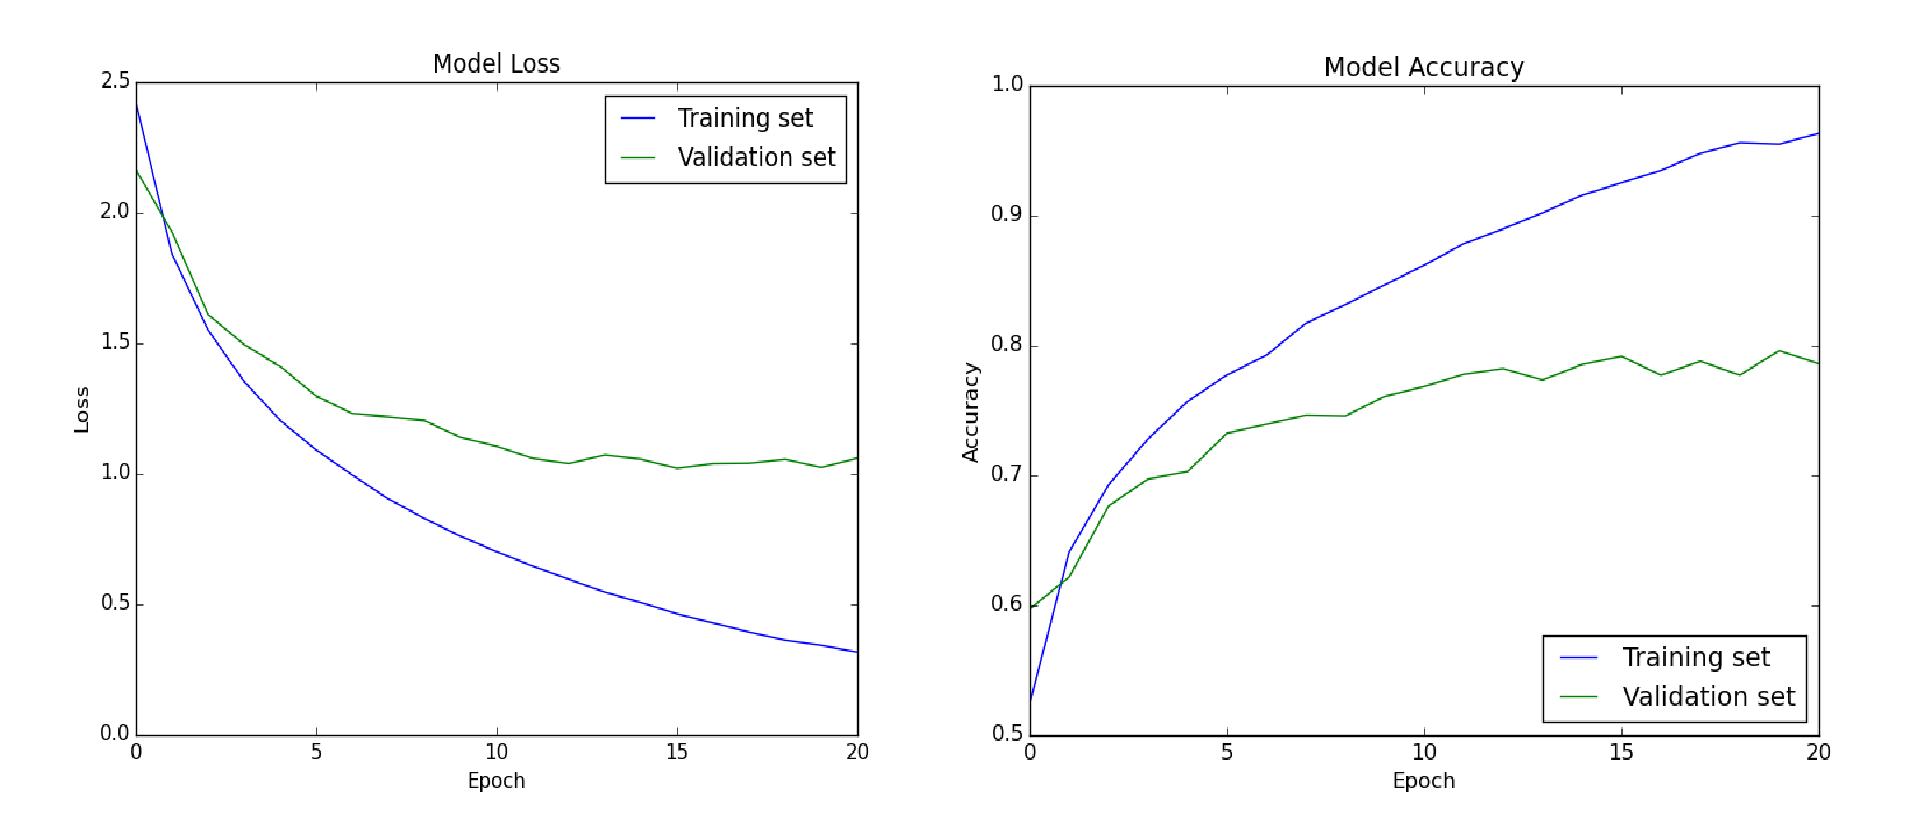 Model Loss
2.5
2.0
1.5
1.0
0.5
0.0
Loss
0 5 10 15 20
Epoch
Training set
Validation set
Model Accuracy
1.0
0.9
0.8
0.7
0.6
0.5
Accuracy
0 5 10 15 20
Epoch
Training set
Validation set